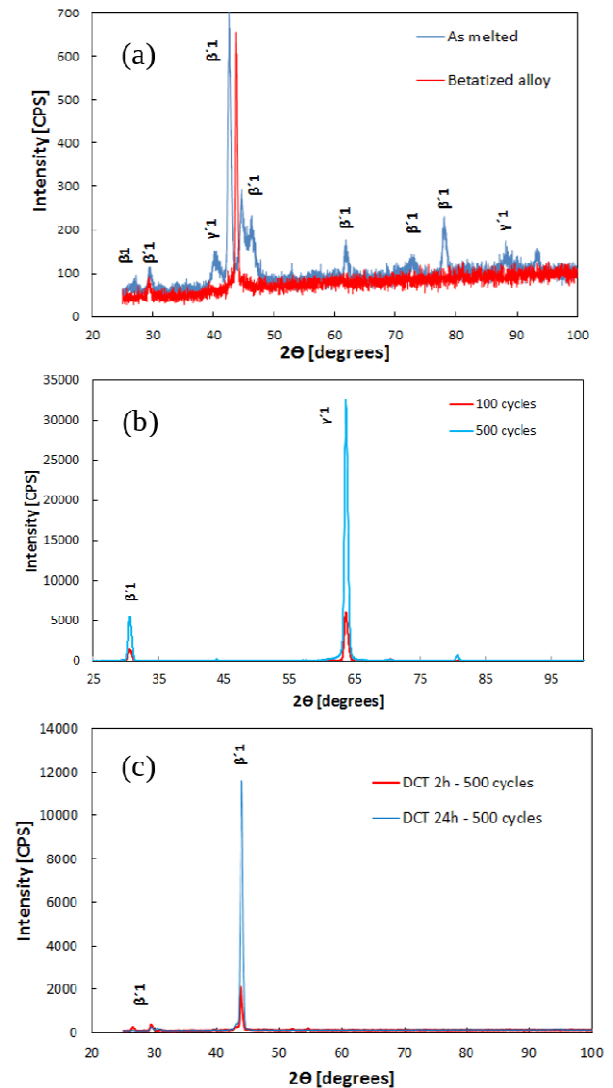 (a)
As melted
Betatized alloy
700
600
500
400
300
200
100
0
Intensity [CPS]
β1
β´1
γ´1
β´1
β´1
β´1
β´1
β´1
γ´1
20 30 40 50 60 70 80 90 100
2ϴ [degrees]
(b)
100 cycles
500 cycles
35000
30000
25000
20000
15000
10000
5000
0
Intensity [CPS]
β´1
γ´1
25 35 45 55 65 75 85 95
2ϴ [degrees]
(c)
DCT 2h - 500 cycles
DCT 24h - 500 cycles
14000
12000
10000
8000
6000
4000
2000
0
Intensity [CPS]
β´1
β´1
20 30 40 50 60 70 80 90 100
2ϴ [degrees]